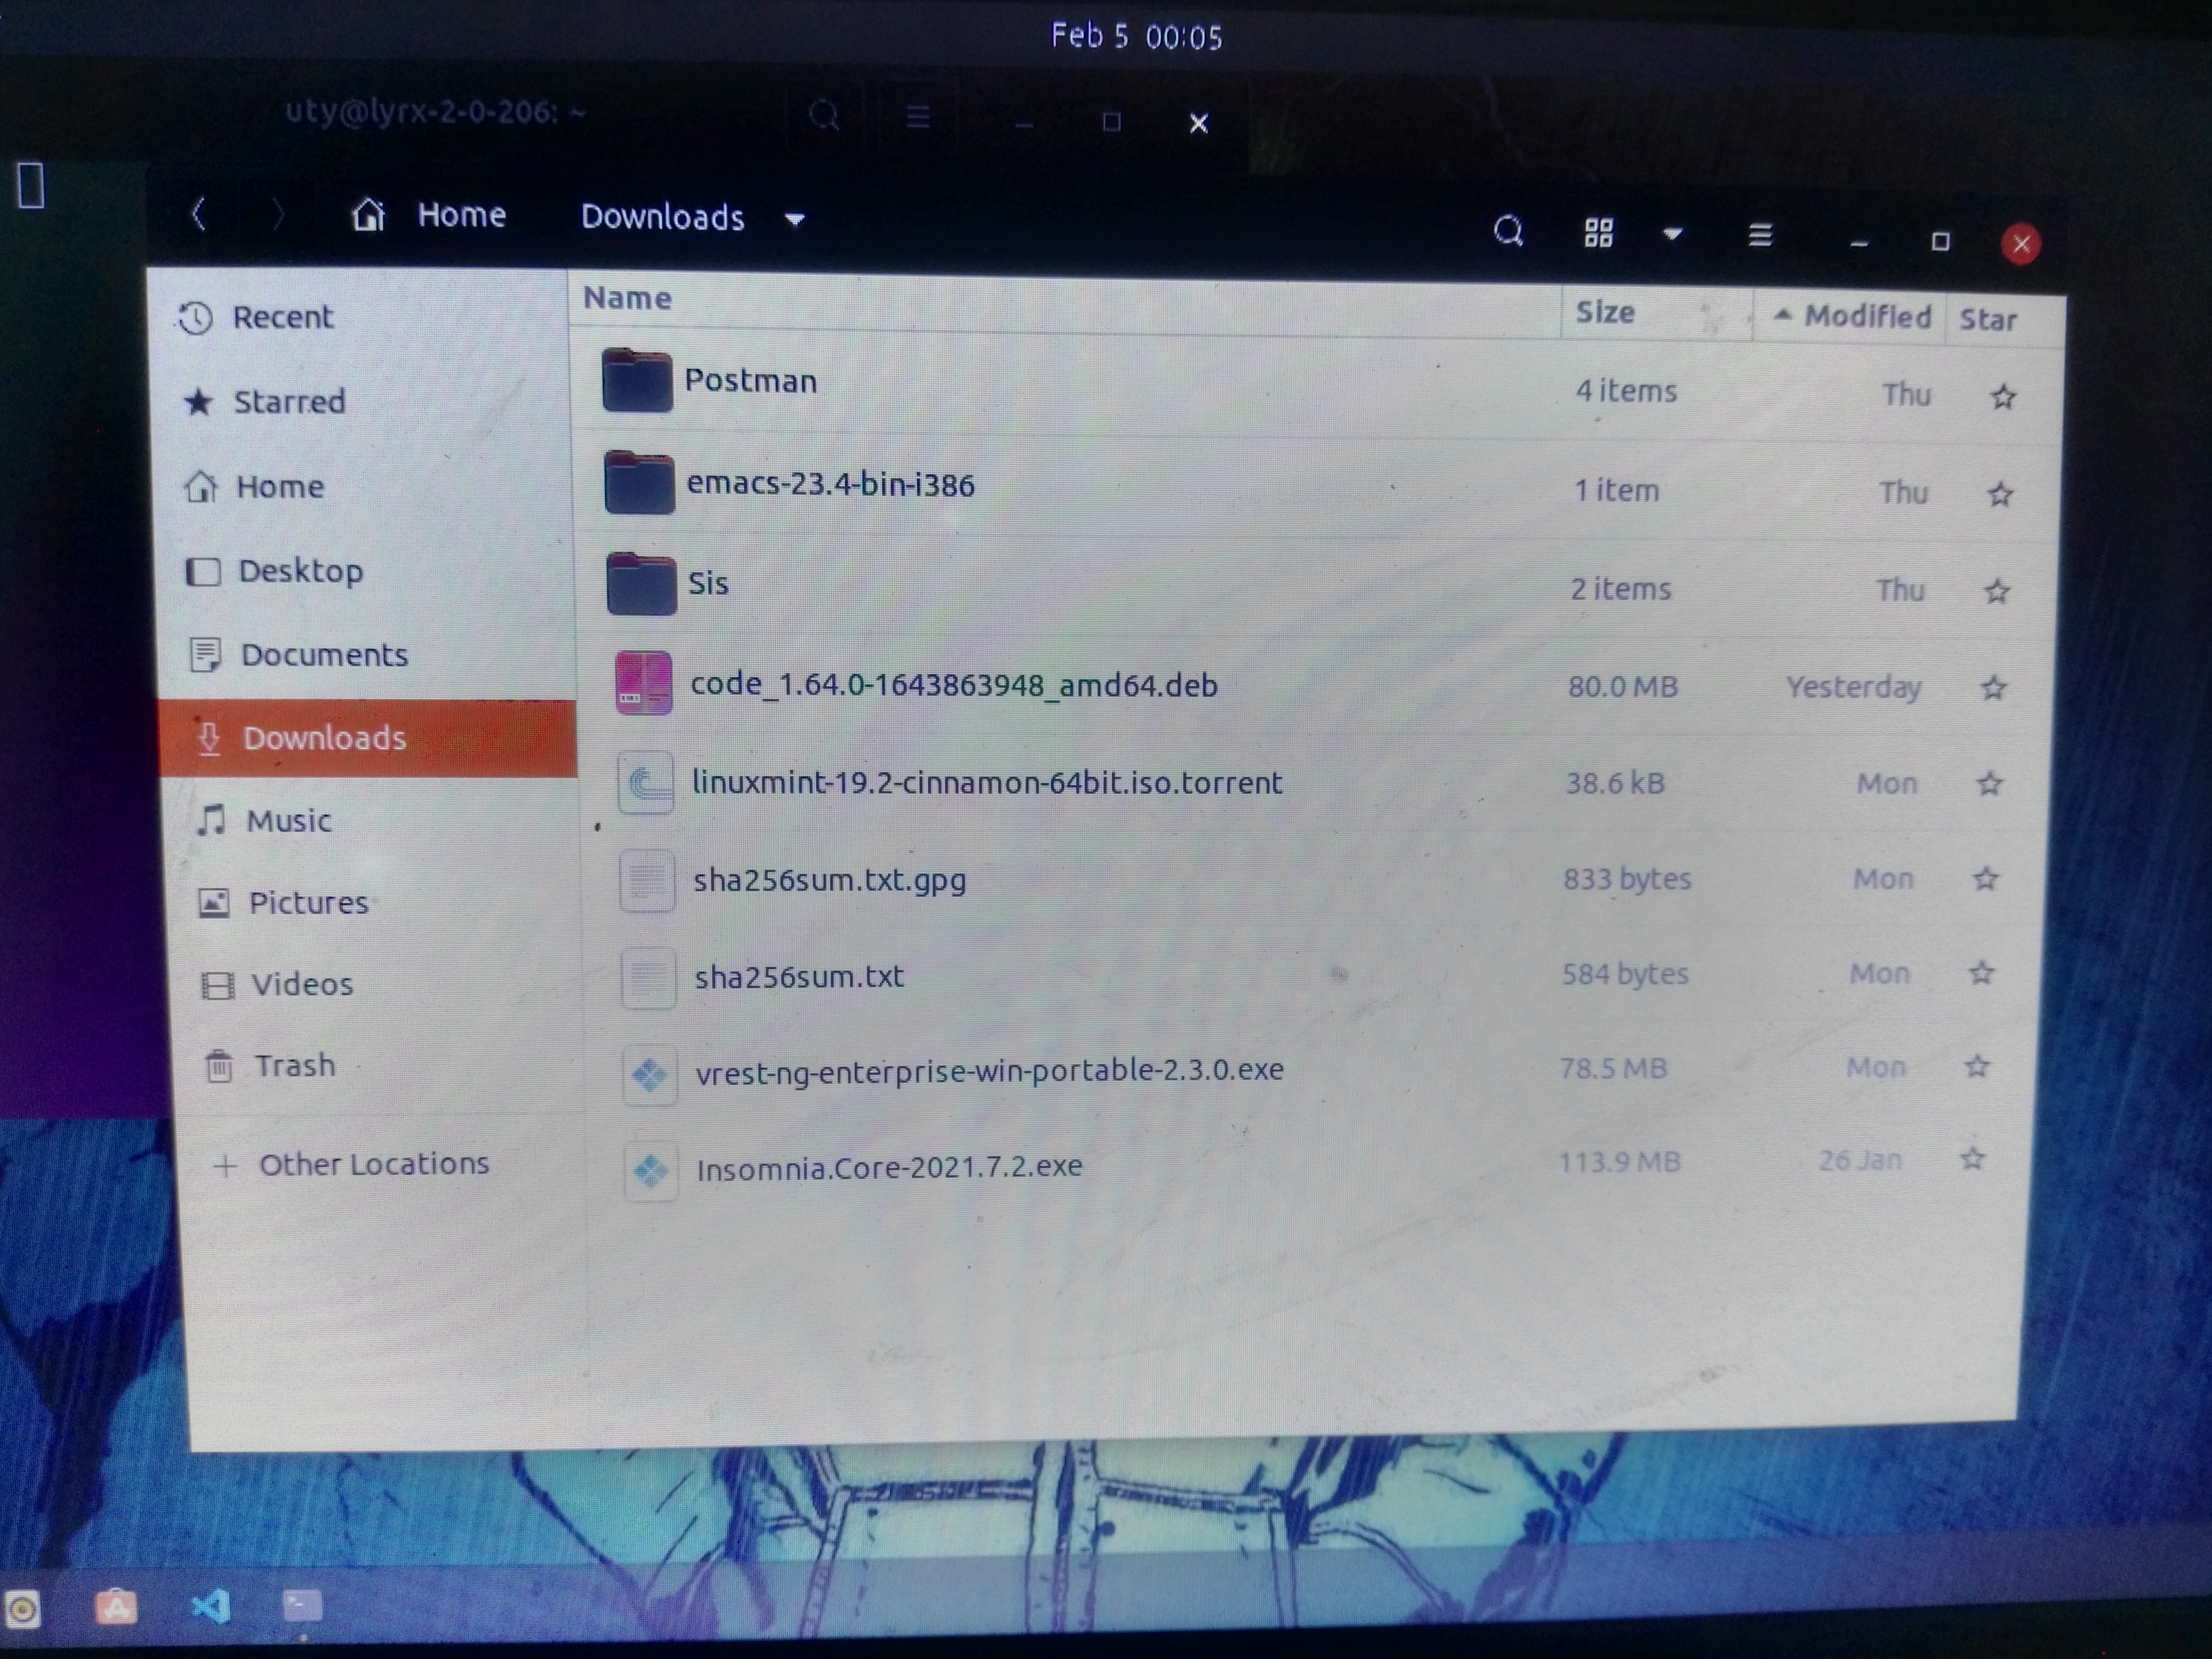 Feb 5 00:05
uty@lyrx-2-0-206: ~
Home Downloads
Name Size Modified Star
Recent
Starred
Home
Desktop
Documents
Downloads
Music
Pictures
Videos
Trash
+ Other Locations
Postman 4 items Thu
emacs-23.4-bin-i386 1 item Thu
Sis 2 items Thu
code_1.64.0-1643863948_amd64.deb 80.0 MB Yesterday
linuxmint-19.2-cinnamon-64bit.iso.torrent 38.6 kB Mon
sha256sum.txt.gpg 833 bytes Mon
sha256sum.txt 584 bytes Mon
vrest-ng-enterprise-win-portable-2.3.0.exe 78.5 MB Mon
Insomnia.Core-2021.7.2.exe 113.9 MB 26 Jan